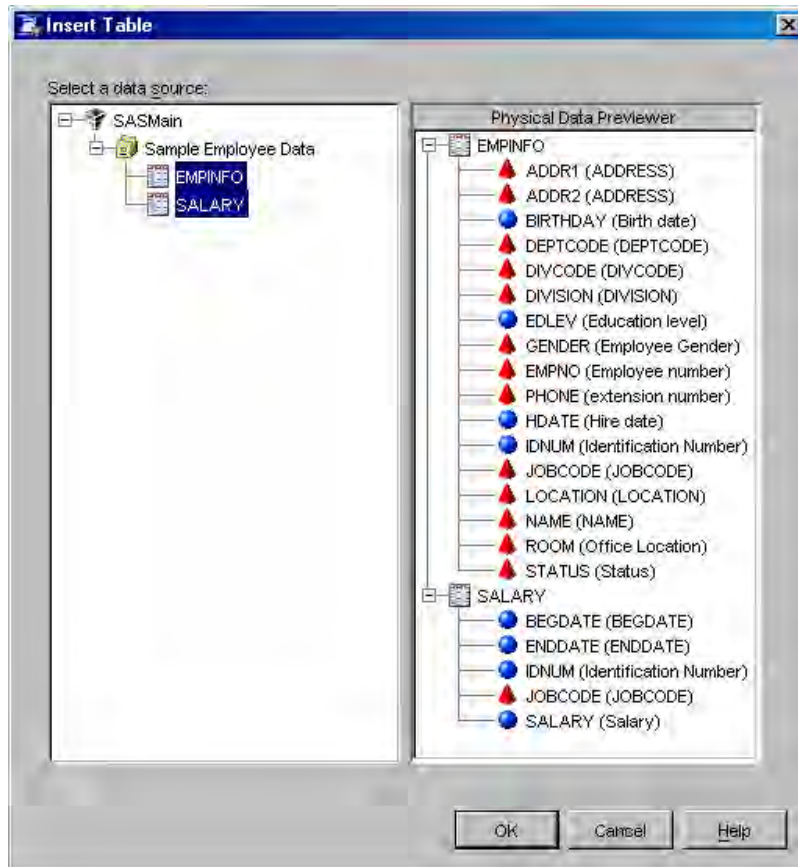 Insert Table
Select a data source:
SASMain
Sample Employee Data
EMPINFO
SALARY
Physical Data Previewer
EMPINFO
ADDR1 (ADDRESS)
ADDR2 (ADDRESS)
BIRTHDAY (Birth date)
DEPTCODE (DEPTCODE)
DIVCODE (DIVCODE)
DIVISION (DIVISION)
EDLEV (Education level)
GENDER (Employee Gender)
EMPNO (Employee number)
PHONE (extension number)
HDATE (Hire date)
IDNUM (Identification Number)
JOBCODE (JOBCODE)
LOCATION (LOCATION)
NAME (NAME)
ROOM (Office Location)
STATUS (Status)
SALARY
BEGDATE (BEGDATE)
ENDDATE (ENDDATE)
IDNUM (Identification Number)
JOBCODE (JOBCODE)
SALARY (Salary)
OK Cancel Help